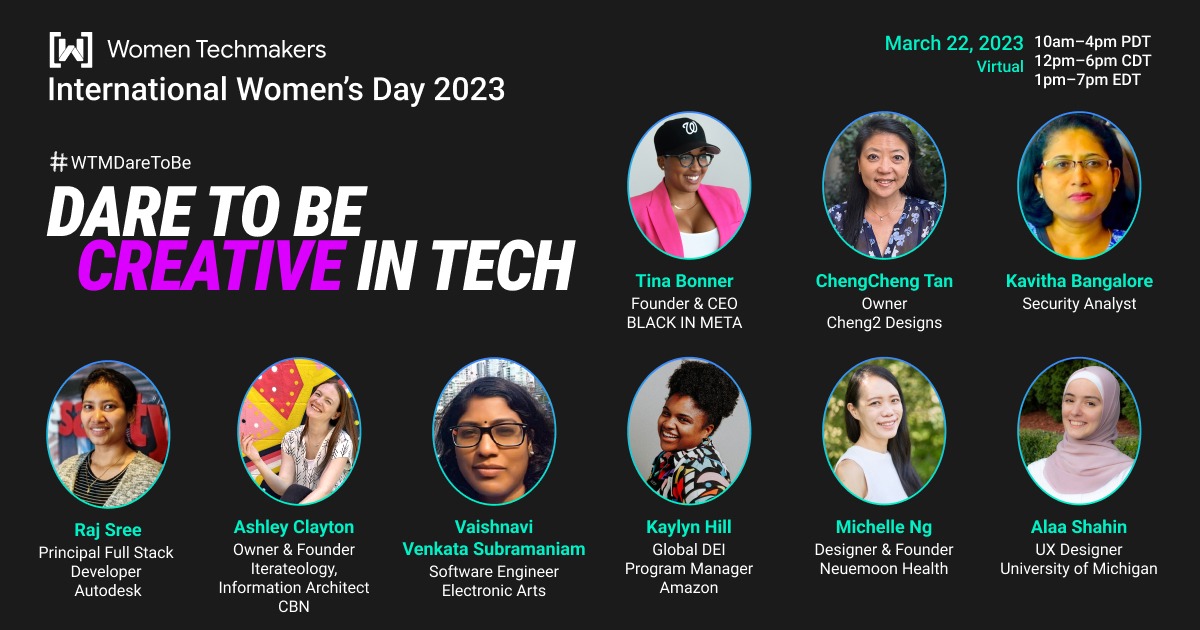 [W] Women Techmakers
International Women's Day 2023
March 22, 2023
Virtual
10am–4pm PDT
12pm–6pm CDT
1pm–7pm EDT
#WTMDareToBe
DARE TO BE
CREATIVE IN TECH
Tina Bonner
Founder & CEO
BLACK IN META
ChengCheng Tan
Owner
Cheng2 Designs
Kavitha Bangalore
Security Analyst
Raj Sree
Principal Full Stack
Developer
Autodesk
Ashley Clayton
Owner & Founder
Iterateology,
Information Architect
CBN
Vaishnavi
Venkata Subramaniam
Software Engineer
Electronic Arts
Kaylyn Hill
Global DEI
Program Manager
Amazon
Michelle Ng
Designer & Founder
Neuemoon Health
Alaa Shahin
UX Designer
University of Michigan